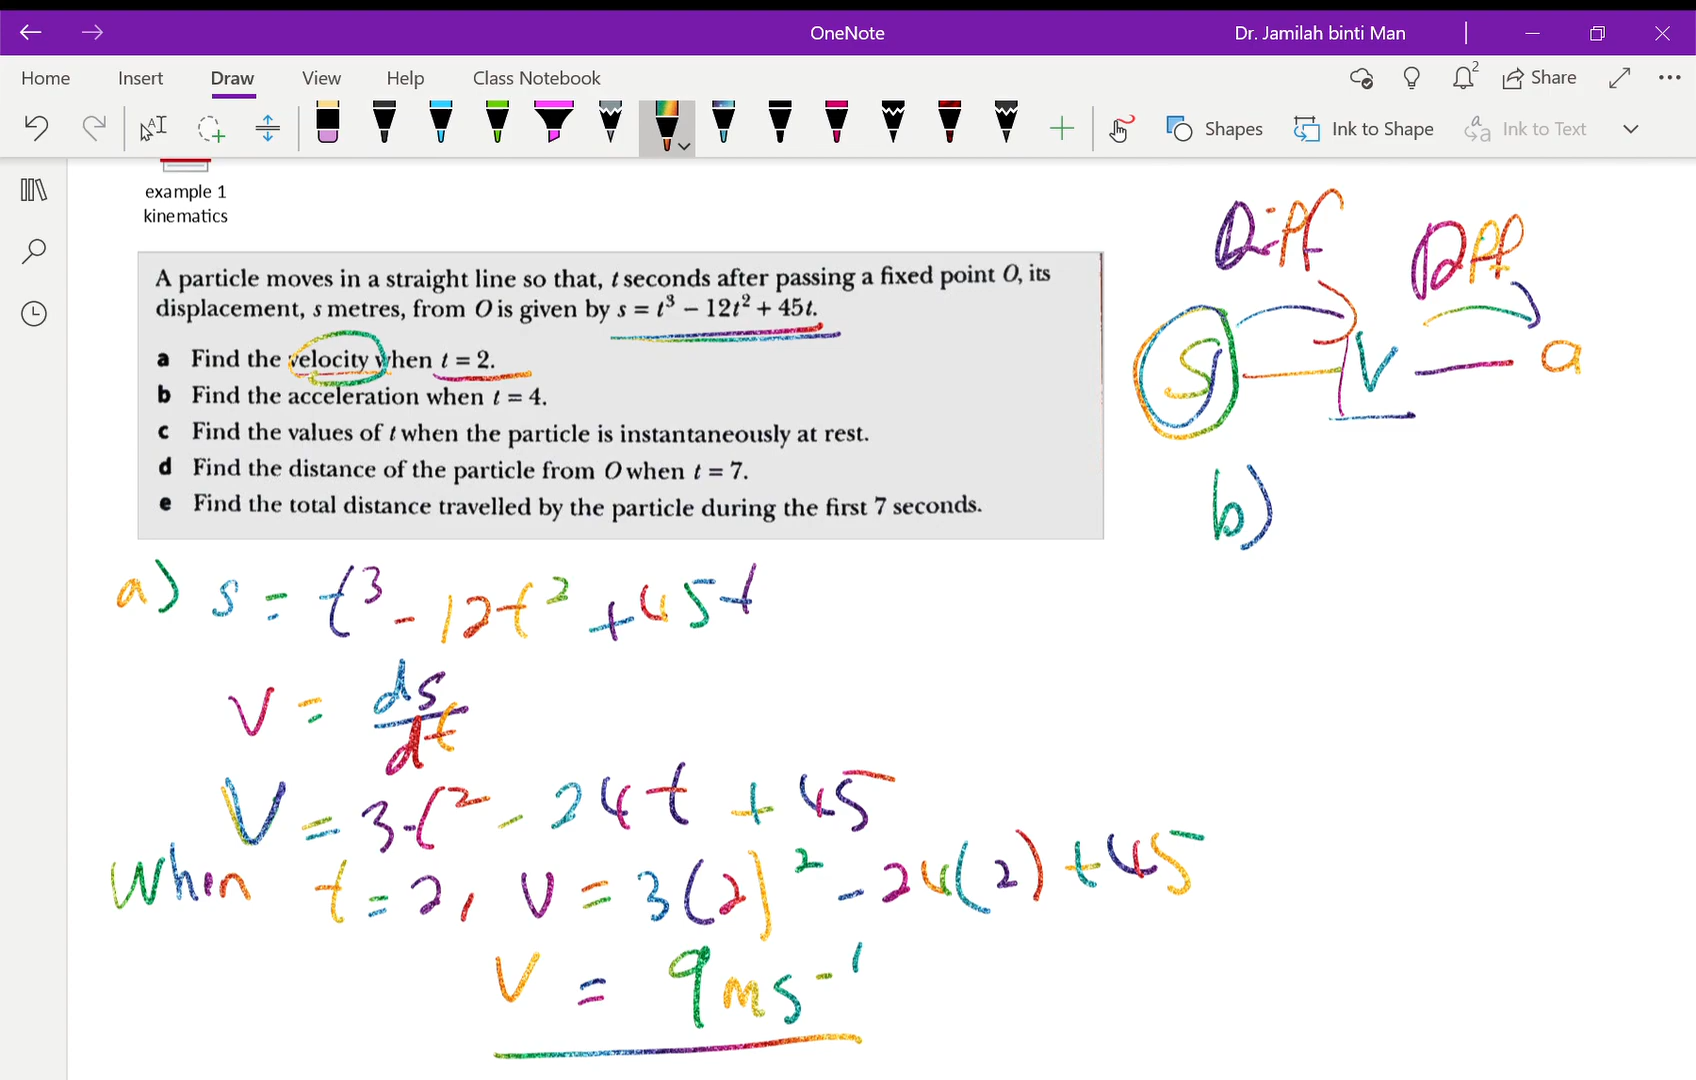 OneNote
Dr. Jamilah binti Man
Home Insert Draw View Help Class Notebook
2 Share
Shapes Ink to Shape Ink to Text
example 1
kinematics
A particle moves in a straight line so that, t seconds after passing a fixed point O, its
displacement, s metres, from O is given by s = t³ − 12t² + 45t.
a Find the velocity when t = 2.
b Find the acceleration when t = 4.
c Find the values of t when the particle is instantaneously at rest.
d Find the distance of the particle from O when t = 7.
e Find the total distance travelled by the particle during the first 7 seconds.
Diff Diff
S V a
b)
a) s = t³ - 12t² + 45t
V = ds/dt
V = 3t² - 24t + 45
When t = 2, V = 3(2)² - 24(2) + 45
V = 9ms⁻¹